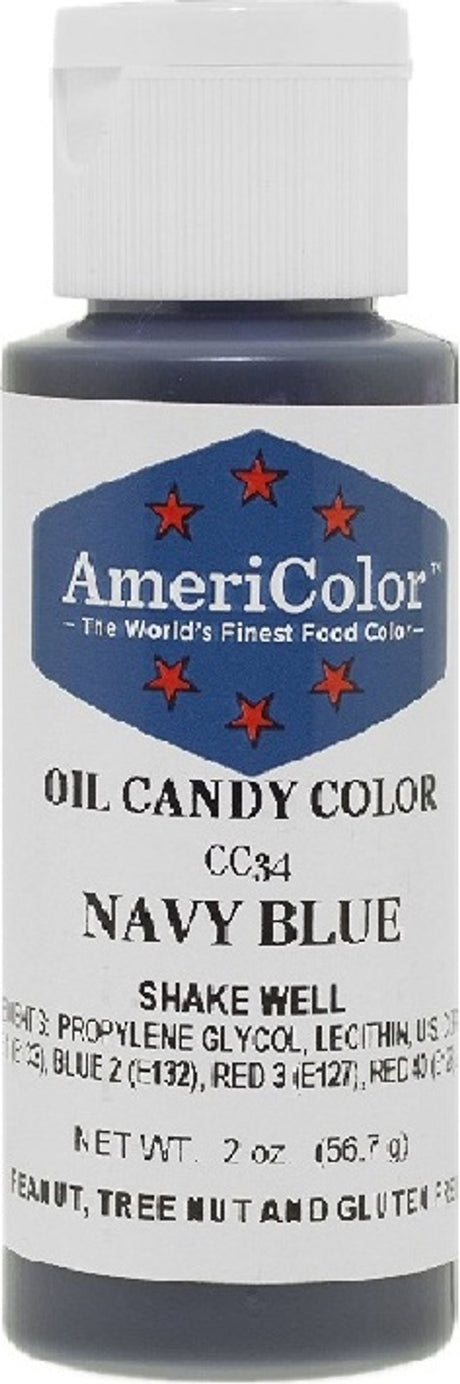 AmeriColor™
– The World's Finest Food Color –
OIL CANDY COLOR
CC34
NAVY BLUE
SHAKE WELL
PROPYLENE GLYCOL, LECITHIN, U.S.
BLUE 2 (E132), RED 3 (E127), RED 40
NET WT. 2 oz (56.7 g)
PEANUT, TREE NUT AND GLUTEN